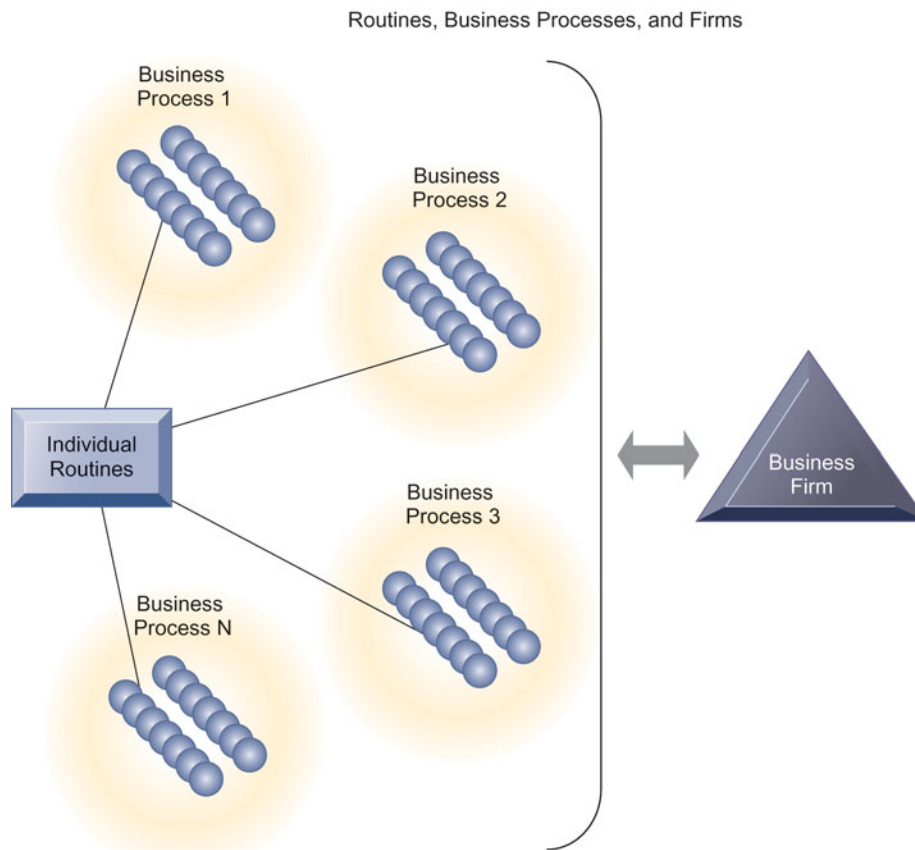 Routines, Business Processes, and Firms
Business
Process 1
Business
Process 2
Individual
Routines
Business
Firm
Business
Process 3
Business
Process N